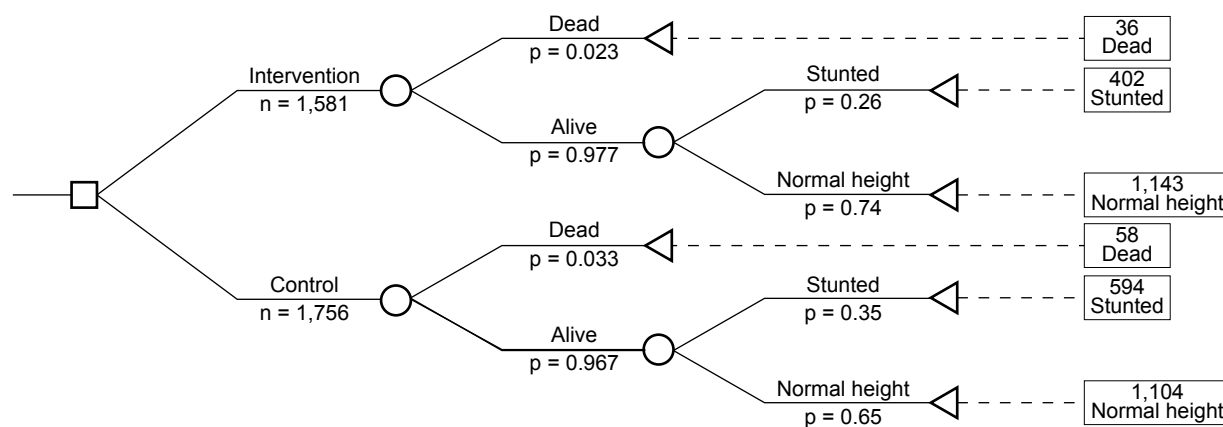 Dead
p = 0.023
36
Dead
Intervention
n = 1,581
Stunted
p = 0.26
402
Stunted
Alive
p = 0.977
Normal height
p = 0.74
1,143
Normal height
Dead
p = 0.033
58
Dead
Control
n = 1,756
Stunted
p = 0.35
594
Stunted
Alive
p = 0.967
Normal height
p = 0.65
1,104
Normal height